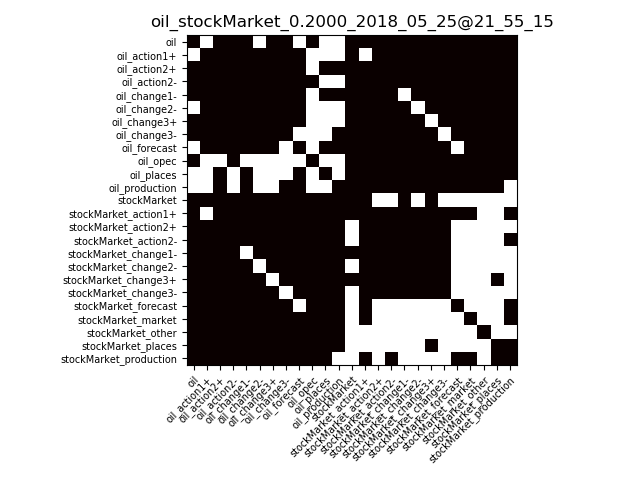 oil_stockMarket_0.2000_2018_05_25@21_55_15
oil
oil_action1+
oil_action2+
oil_action2-
oil_change1-
oil_change2-
oil_change3+
oil_change3-
oil_forecast
oil_opec
oil_places
oil_production
stockMarket
stockMarket_action1+
stockMarket_action2+
stockMarket_action2-
stockMarket_change1-
stockMarket_change2-
stockMarket_change3+
stockMarket_change3-
stockMarket_forecast
stockMarket_market
stockMarket_other
stockMarket_places
stockMarket_production
oil
oil_action1+
oil_action2+
oil_action2-
oil_change1-
oil_change2-
oil_change3+
oil_change3-
oil_forecast
oil_opec
oil_places
oil_production
stockMarket
stockMarket_action1+
stockMarket_action2+
stockMarket_action2-
stockMarket_change1-
stockMarket_change2-
stockMarket_change3+
stockMarket_change3-
stockMarket_forecast
stockMarket_market
stockMarket_other
stockMarket_places
stockMarket_production